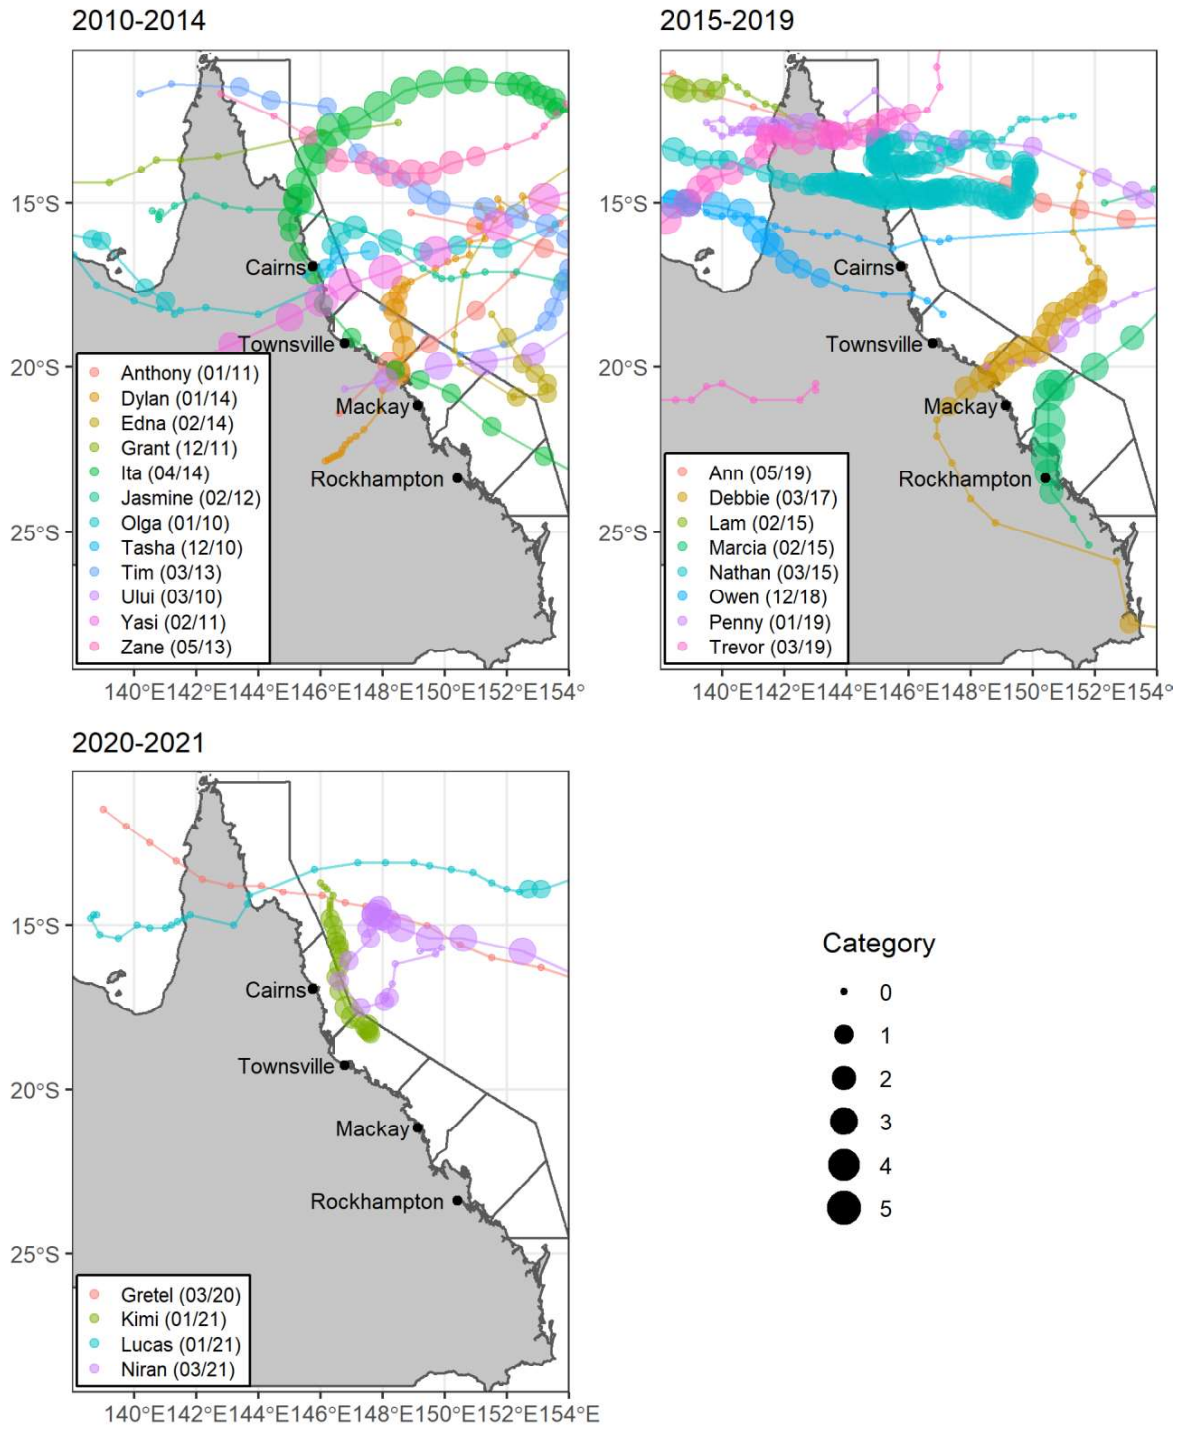 2010-2014
15°S
20°S
25°S
Cairns
Townsville
Mackay
Rockhampton
Anthony (01/11)
Dylan (01/14)
Edna (02/14)
Grant (12/11)
Ita (04/14)
Jasmine (02/12)
Olga (01/10)
Tasha (12/10)
Tim (03/13)
Ului (03/10)
Yasi (02/11)
Zane (05/13)
140°E142°E144°E146°E148°E150°E152°E154°
2015-2019
15°S
20°S
25°S
Cairns
Townsville
Mackay
Rockhampton
Ann (05/19)
Debbie (03/17)
Lam (02/15)
Marcia (02/15)
Nathan (03/15)
Owen (12/18)
Penny (01/19)
Trevor (03/19)
140°E142°E144°E146°E148°E150°E152°E154°
2020-2021
15°S
20°S
25°S
Cairns
Townsville
Mackay
Rockhampton
Gretel (03/20)
Kimi (01/21)
Lucas (01/21)
Niran (03/21)
140°E142°E144°E146°E148°E150°E152°E154°E
Category
0
1
2
3
4
5